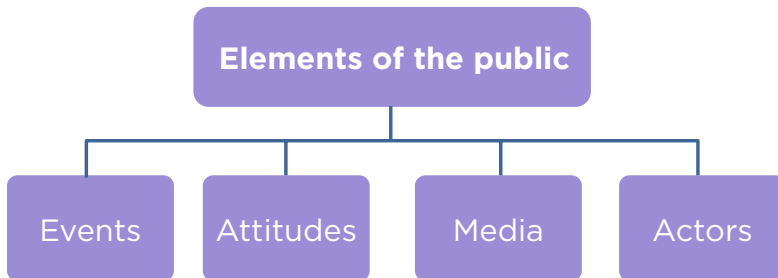 Elements of the public
Events
Attitudes
Media
Actors